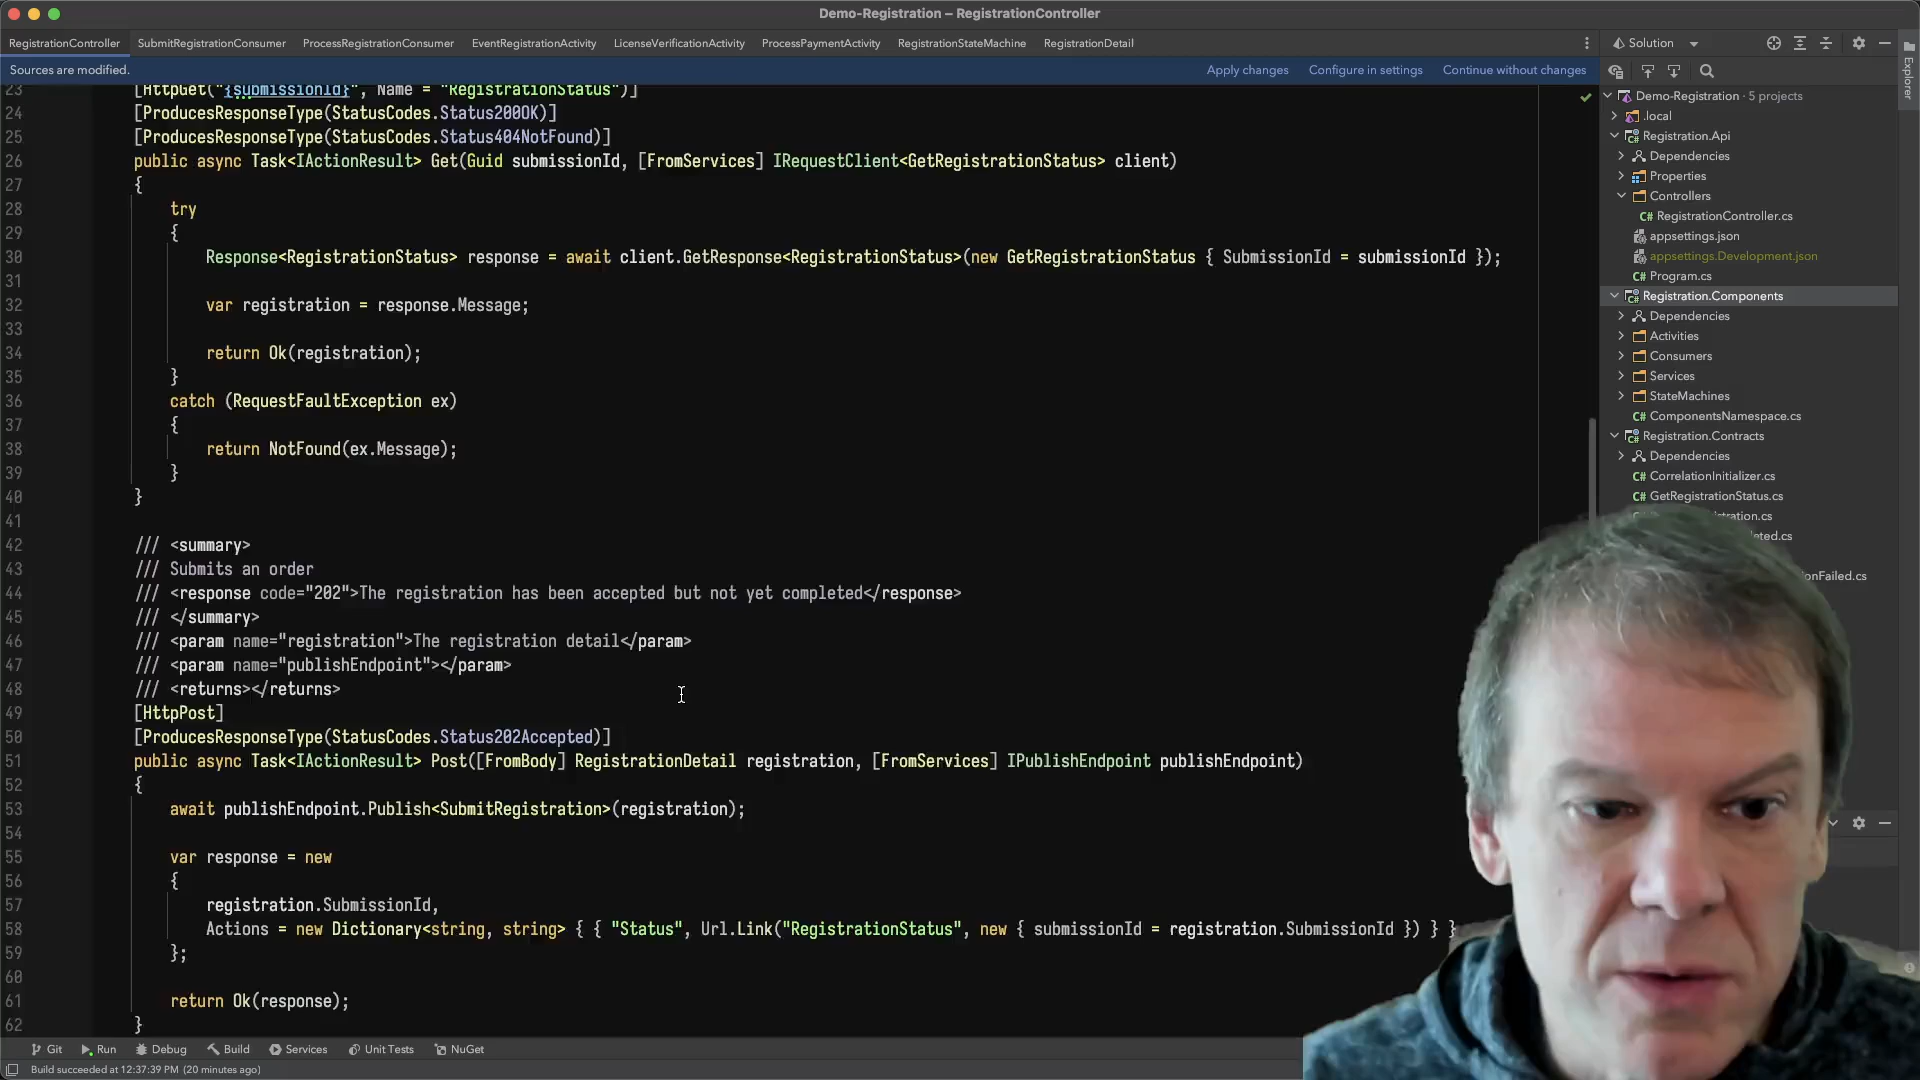 Demo-Registration – RegistrationController
RegistrationController SubmitRegistrationConsumer ProcessRegistrationConsumer EventRegistrationActivity LicenseVerificationActivity ProcessPaymentActivity RegistrationStateMachine RegistrationDetail
Solution
Sources are modified. Apply changes Configure in settings Continue without changes
Explorer
23 [HttpGet("{submissionId}", Name = "RegistrationStatus")]
24 [ProducesResponseType(StatusCodes.Status200OK)]
25 [ProducesResponseType(StatusCodes.Status404NotFound)]
26 public async Task<IActionResult> Get(Guid submissionId, [FromServices] IRequestClient<GetRegistrationStatus> client)
27 {
28 try
29 {
30 Response<RegistrationStatus> response = await client.GetResponse<RegistrationStatus>(new GetRegistrationStatus { SubmissionId = submissionId });
31
32 var registration = response.Message;
33
34 return Ok(registration);
35 }
36 catch (RequestFaultException ex)
37 {
38 return NotFound(ex.Message);
39 }
40 }
41
42 /// <summary>
43 /// Submits an order
44 /// <response code="202">The registration has been accepted but not yet completed</response>
45 /// </summary>
46 /// <param name="registration">The registration detail</param>
47 /// <param name="publishEndpoint"></param>
48 /// <returns></returns>
49 [HttpPost]
50 [ProducesResponseType(StatusCodes.Status202Accepted)]
51 public async Task<IActionResult> Post([FromBody] RegistrationDetail registration, [FromServices] IPublishEndpoint publishEndpoint)
52 {
53 await publishEndpoint.Publish<SubmitRegistration>(registration);
54
55 var response = new
56 {
57 registration.SubmissionId,
58 Actions = new Dictionary<string, string> { { "Status", Url.Link("RegistrationStatus", new { submissionId = registration.SubmissionId }) } }
59 };
60
61 return Ok(response);
62 }
Demo-Registration · 5 projects
.local
Registration.Api
Dependencies
Properties
Controllers
C# RegistrationController.cs
appsettings.json
appsettings.Development.json
C# Program.cs
Registration.Components
Dependencies
Activities
Consumers
Services
StateMachines
C# ComponentsNamespace.cs
Registration.Contracts
Dependencies
C# CorrelationInitializer.cs
C# GetRegistrationStatus.cs
C# ration.cs
eted.cs
onFailed.cs
Git Run Debug Build Services Unit Tests NuGet
Build succeeded at 12:37:39 PM (20 minutes ago)